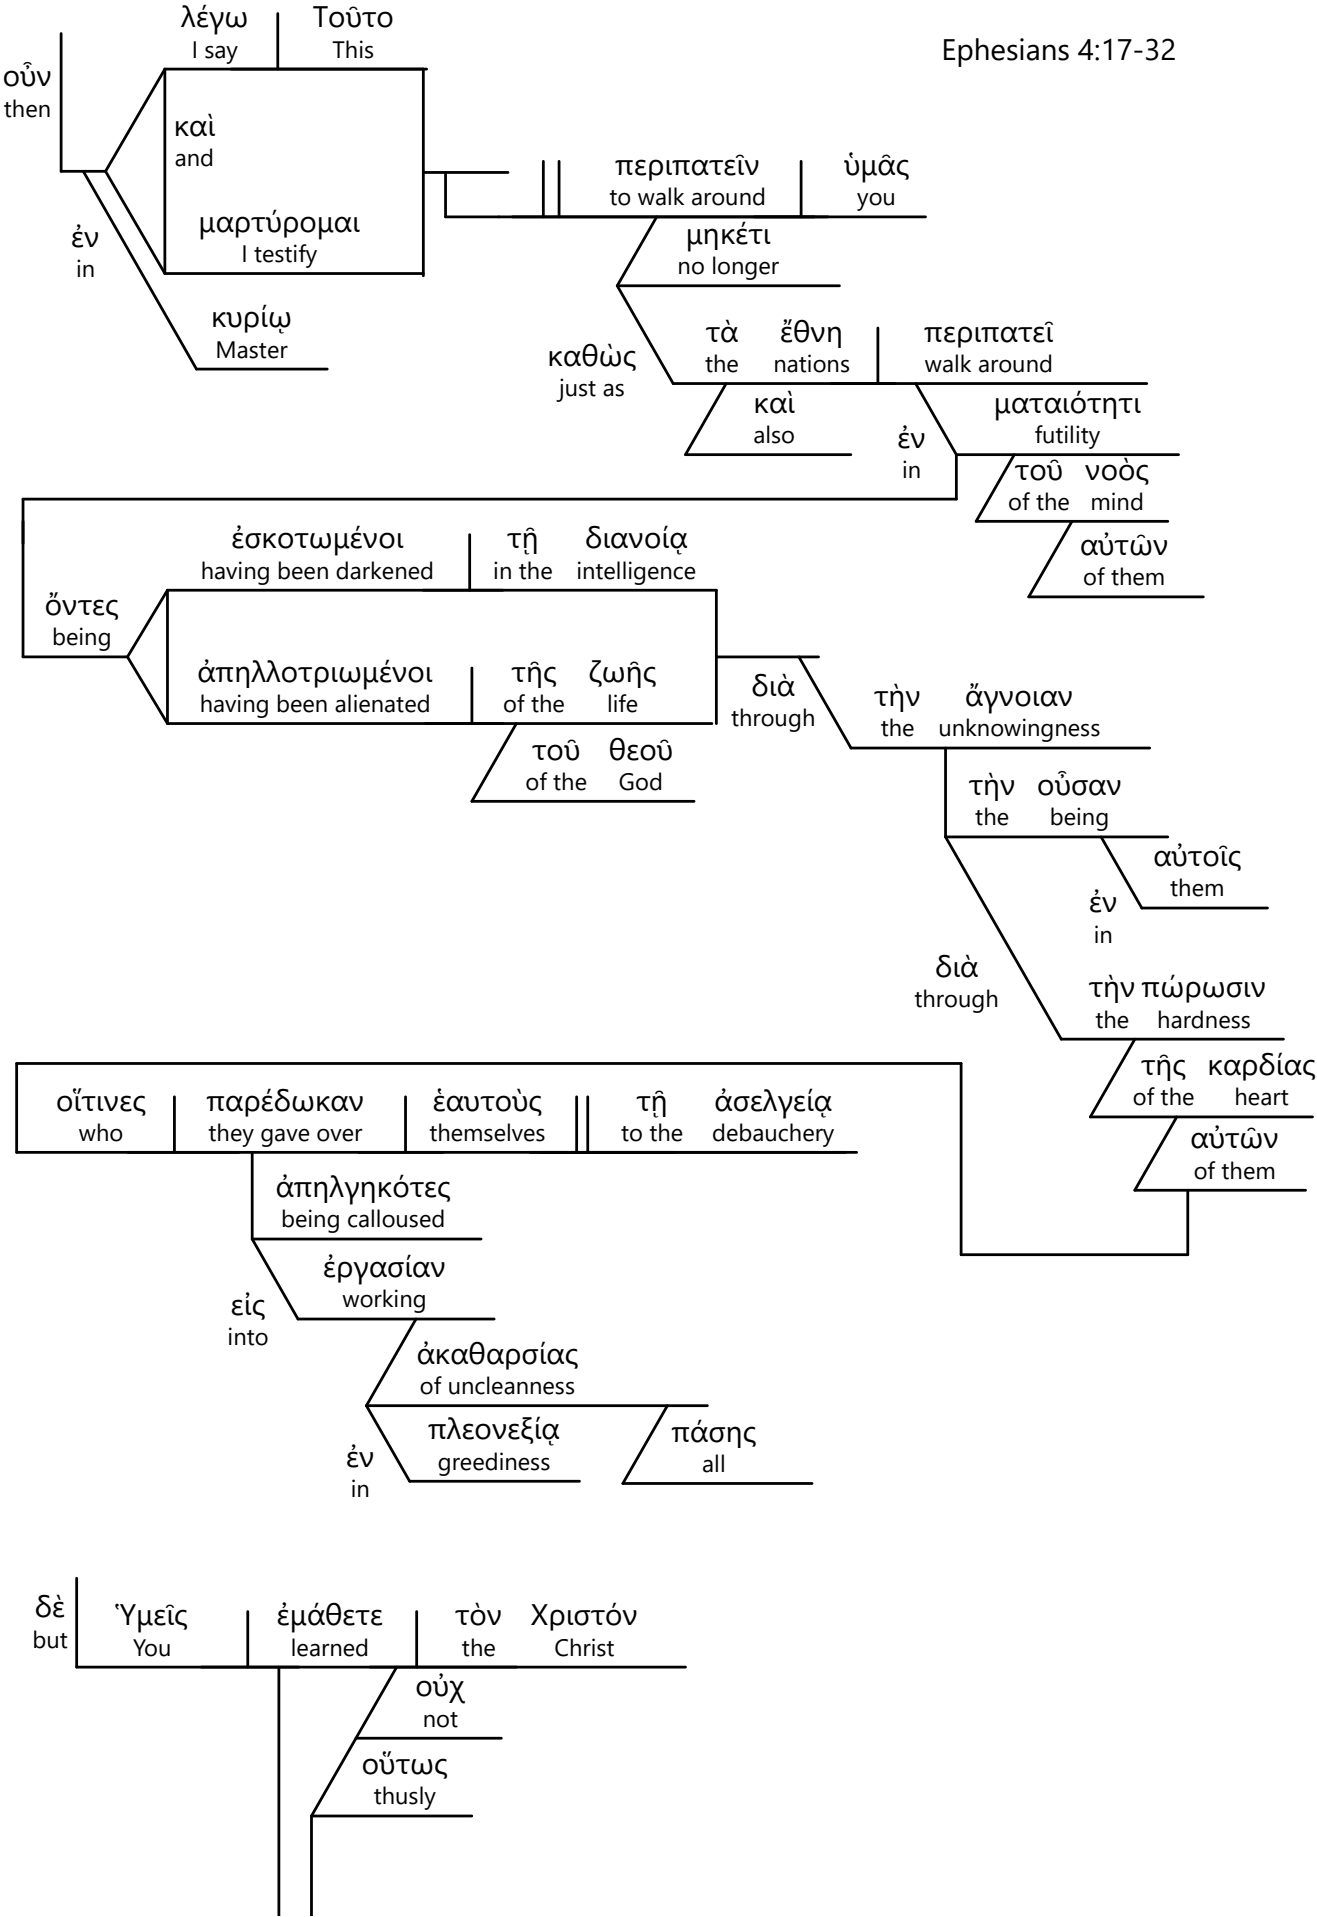 λέγω Τοῦτο
I say This
Ephesians 4:17-32
οὖν
then
καὶ
and
περιπατεῖν ὑμᾶς
to walk around you
μαρτύρομαι
I testify
ἐν
in
μηκέτι
no longer
κυρίῳ
Master
καθὼς
just as
τὰ ἔθνη περιπατεῖ
the nations walk around
καὶ
also
ἐν
in
ματαιότητι
futility
τοῦ νοὸς
of the mind
αὐτῶν
of them
ἐσκοτωμένοι τῇ διανοίᾳ
having been darkened in the intelligence
ὄντες
being
ἀπηλλοτριωμένοι τῆς ζωῆς
having been alienated of the life
τοῦ θεοῦ
of the God
διὰ
through
τὴν ἄγνοιαν
the unknowingness
τὴν οὖσαν
the being
αὐτοῖς
them
ἐν
in
διὰ
through
τὴν πώρωσιν
the hardness
τῆς καρδίας
of the heart
αὐτῶν
of them
οἵτινες παρέδωκαν ἑαυτοὺς τῇ ἀσελγείᾳ
who they gave over themselves to the debauchery
ἀπηλγηκότες
being calloused
ἐργασίαν
working
εἰς
into
ἀκαθαρσίας
of uncleanness
πλεονεξίᾳ
greediness
πάσης
all
ἐν
in
δὲ
but
Ὑμεῖς ἐμάθετε τὸν Χριστόν
You learned the Christ
οὐχ
not
οὕτως
thusly